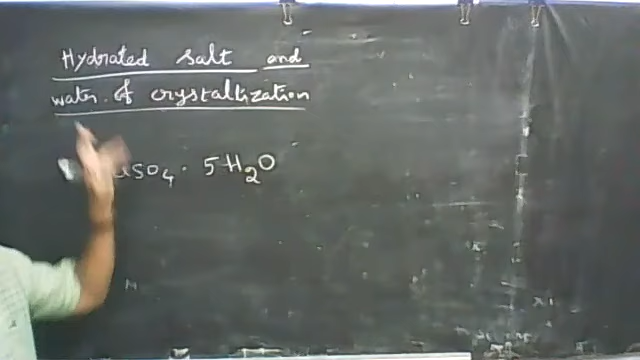 Hydrated salt and
water of crystallization
uSO4 . 5H2O